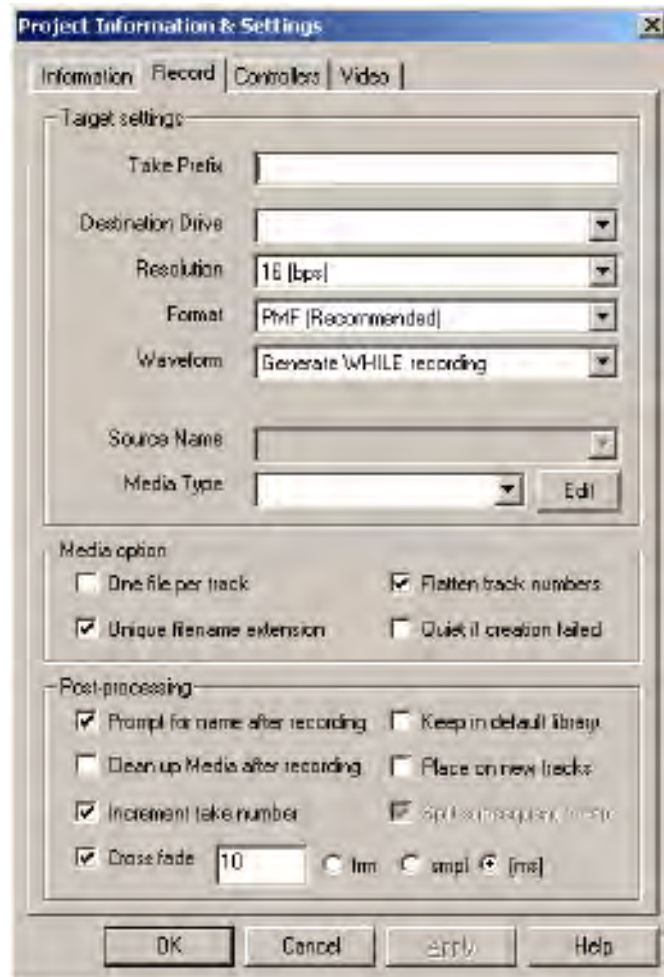 Project Information & Settings
Information Record Controllers Video
Target settings
Take Prefix
Destination Drive
Resolution 16 [bps]
Format PMF [Recommended]
Waveform Generate WHILE recording
Source Name
Media Type Edit
Media option
One file per track Flatten track numbers
Unique filename extension Quiet if creation failed
Post-processing
Prompt for name after recording Keep in default library
Clean up Media after recording Place on new tracks
Increment take number Split subsequent
Cross fade 10 frm smpl [ms]
OK Cancel Apply Help